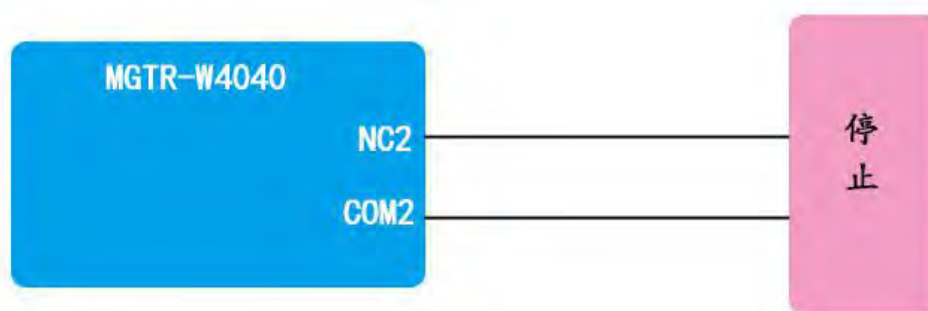 MGTR-W4040
NC2
COM2
停
止